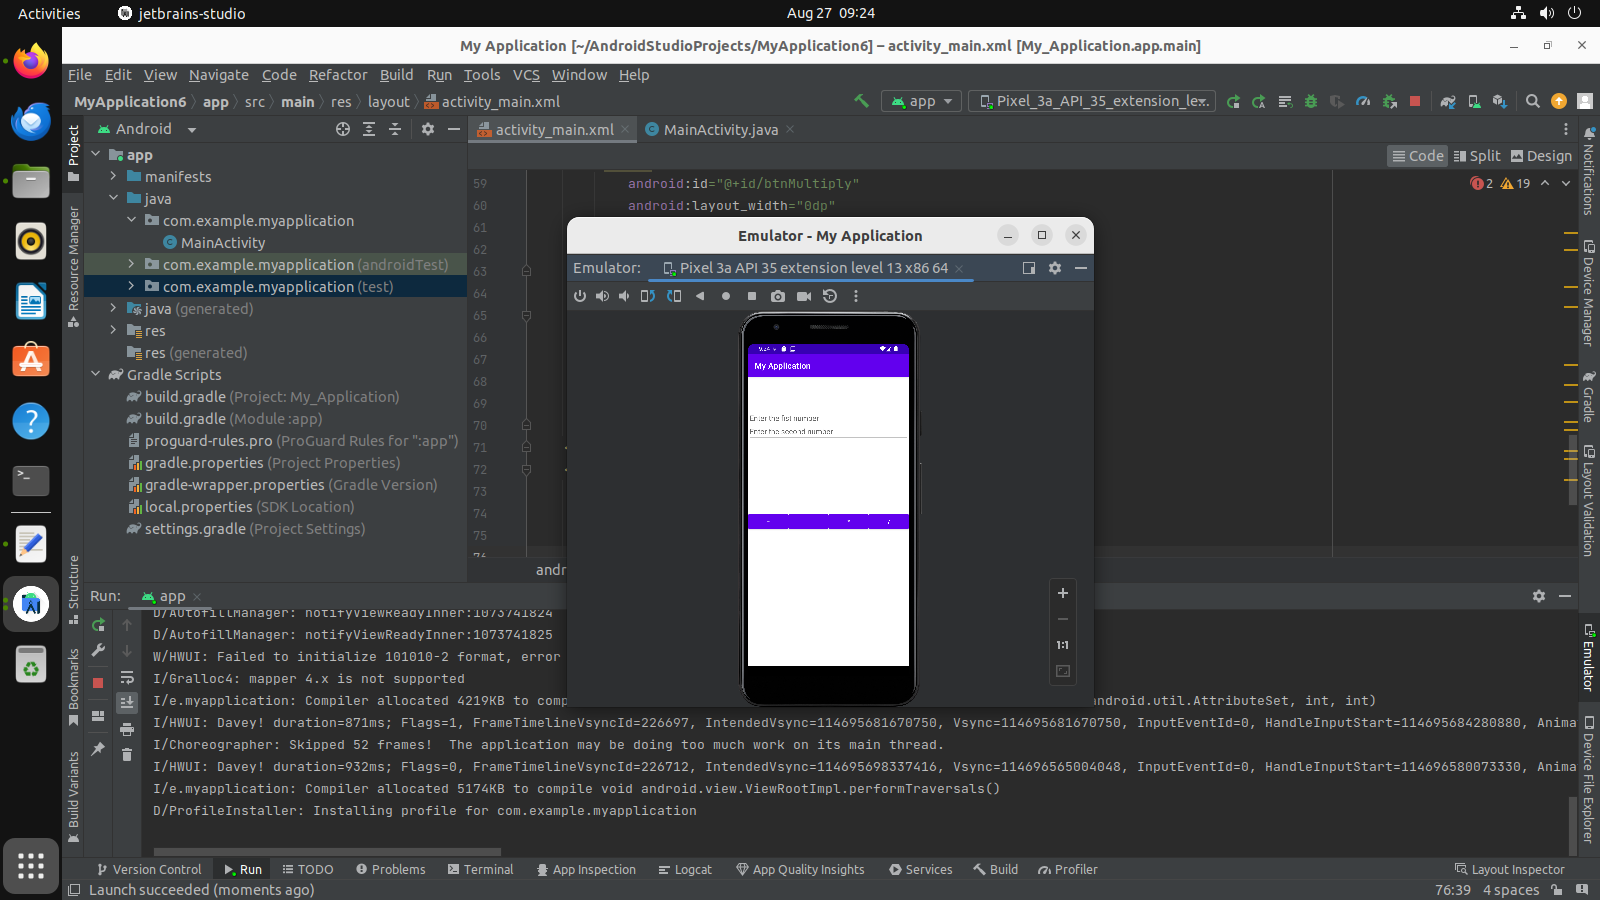 Activities
jetbrains-studio
Aug 27 09:24
My Application [~/AndroidStudioProjects/MyApplication6] – activity_main.xml [My_Application.app.main]
File Edit View Navigate Code Refactor Build Run Tools VCS Window Help
MyApplication6 app src main res layout activity_main.xml
app
Pixel_3a_API_35_extension_le..
Project
Android
activity_main.xml
MainActivity.java
Code Split Design
app
manifests
java
com.example.myapplication
MainActivity
com.example.myapplication (androidTest)
com.example.myapplication (test)
java (generated)
res
res (generated)
Gradle Scripts
build.gradle (Project: My_Application)
build.gradle (Module :app)
proguard-rules.pro (ProGuard Rules for ":app")
gradle.properties (Project Properties)
gradle-wrapper.properties (Gradle Version)
local.properties (SDK Location)
settings.gradle (Project Settings)
Resource Manager
Structure
Bookmarks
Build Variants
59 android:id="@+id/btnMultiply"
60 android:layout_width="0dp"
61
62
63
64
65
66
67
68
69
70
71
72
73
74
75
76
2 19
andr
Emulator - My Application
Emulator: Pixel 3a API 35 extension level 13 x86 64
9:24
My Application
Enter the fist number
Enter the second number
-
*
/
1:1
Notifications
Device Manager
Gradle
Layout Validation
Emulator
Device File Explorer
Run: app
D/AutofillManager: notifyViewReadyInner:1073741824
D/AutofillManager: notifyViewReadyInner:1073741825
W/HWUI: Failed to initialize 101010-2 format, error
I/Gralloc4: mapper 4.x is not supported
I/e.myapplication: Compiler allocated 4219KB to comp
ndroid.util.AttributeSet, int, int)
I/HWUI: Davey! duration=871ms; Flags=1, FrameTimelineVsyncId=226697, IntendedVsync=114695681670750, Vsync=114695681670750, InputEventId=0, HandleInputStart=114695684280880, Anima
I/Choreographer: Skipped 52 frames! The application may be doing too much work on its main thread.
I/HWUI: Davey! duration=932ms; Flags=0, FrameTimelineVsyncId=226712, IntendedVsync=114695698337416, Vsync=114696565004048, InputEventId=0, HandleInputStart=114696580073330, Anima
I/e.myapplication: Compiler allocated 5174KB to compile void android.view.ViewRootImpl.performTraversals()
D/ProfileInstaller: Installing profile for com.example.myapplication
Version Control Run TODO Problems Terminal App Inspection Logcat App Quality Insights Services Build Profiler Layout Inspector
Launch succeeded (moments ago)
76:39 4 spaces